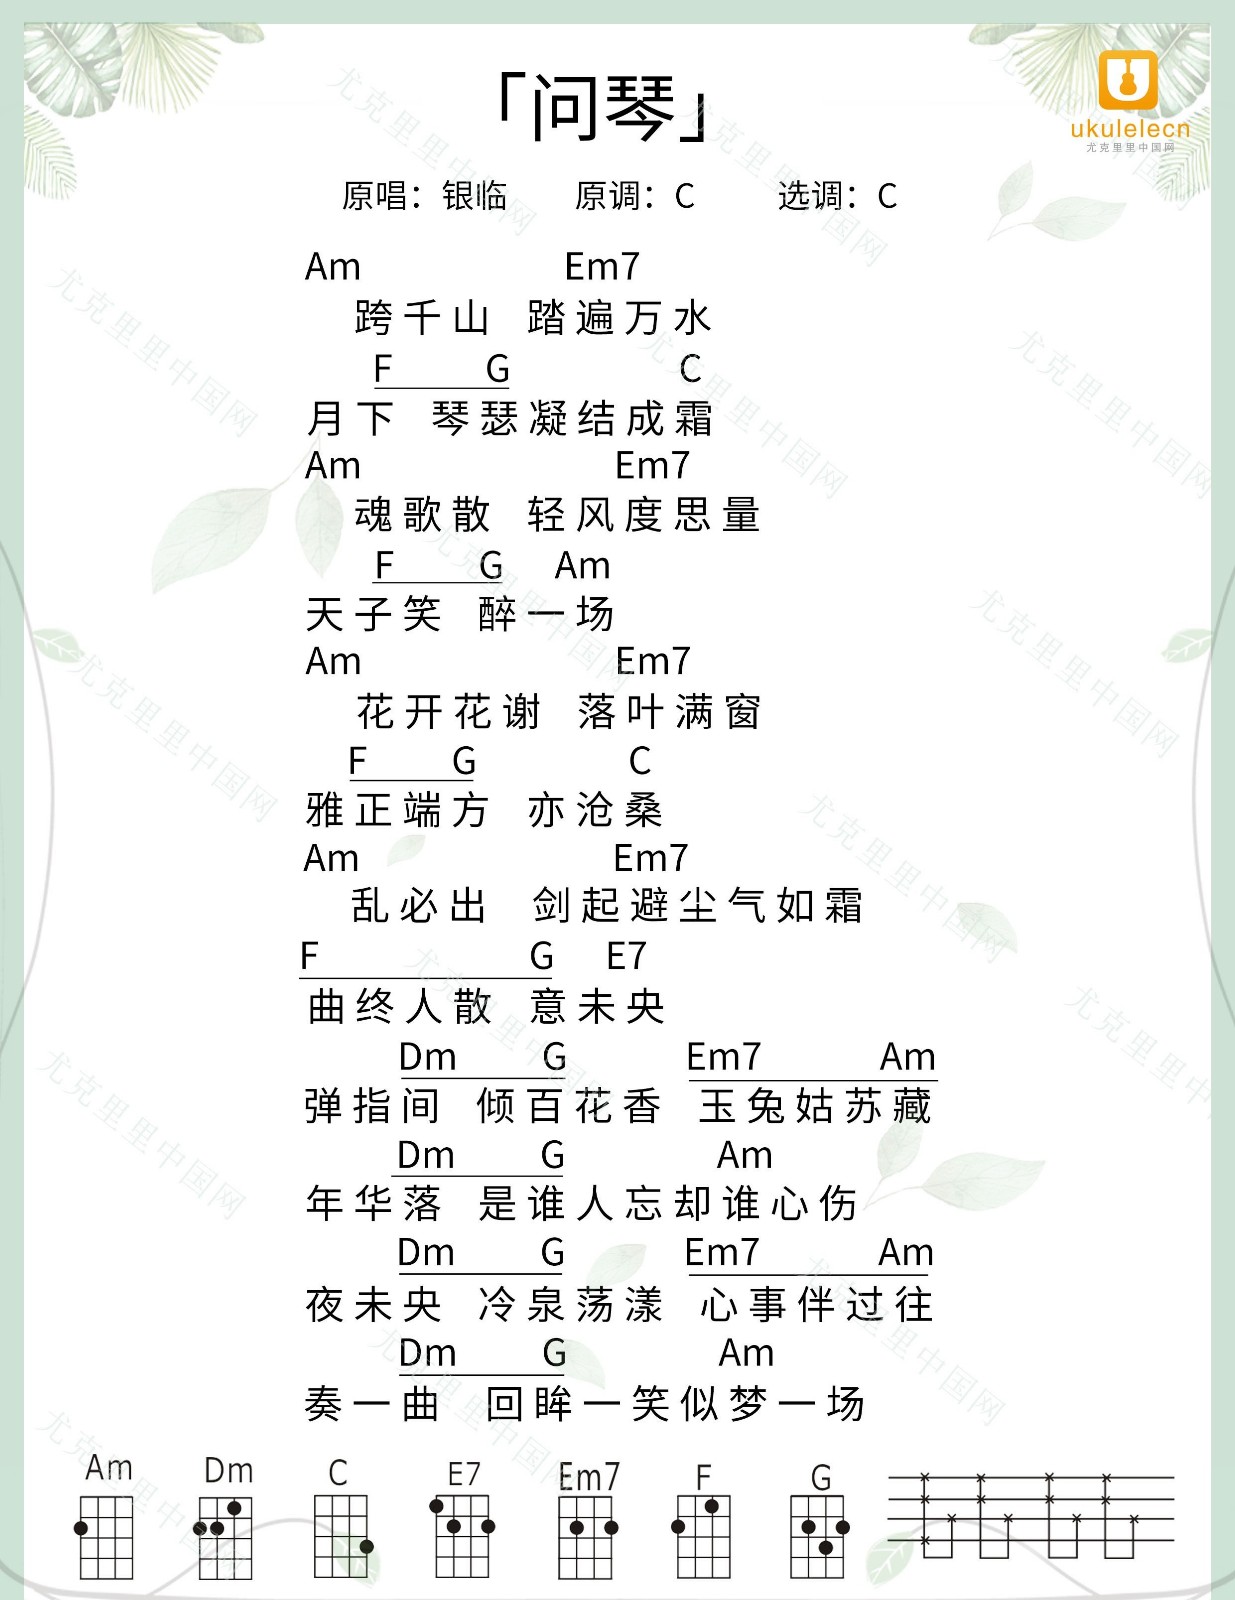 「问琴」
ukulelecn
尤克里里中国网
原唱：银临 原调：C 选调：C
Am Em7
跨千山 踏遍万水
F G C
月下 琴瑟凝结成霜
Am Em7
魂歌散 轻风度思量
F G Am
天子笑 醉一场
Am Em7
花开花谢 落叶满窗
F G C
雅正端方 亦沧桑
Am Em7
乱必出 剑起避尘气如霜
F G E7
曲终人散 意未央
Dm G Em7 Am
弹指间 倾百花香 玉兔姑苏藏
Dm G Am
年华落 是谁人忘却谁心伤
Dm G Em7 Am
夜未央 冷泉荡漾 心事伴过往
Dm G Am
奏一曲 回眸一笑似梦一场
Am Dm C E7 Em7 F G